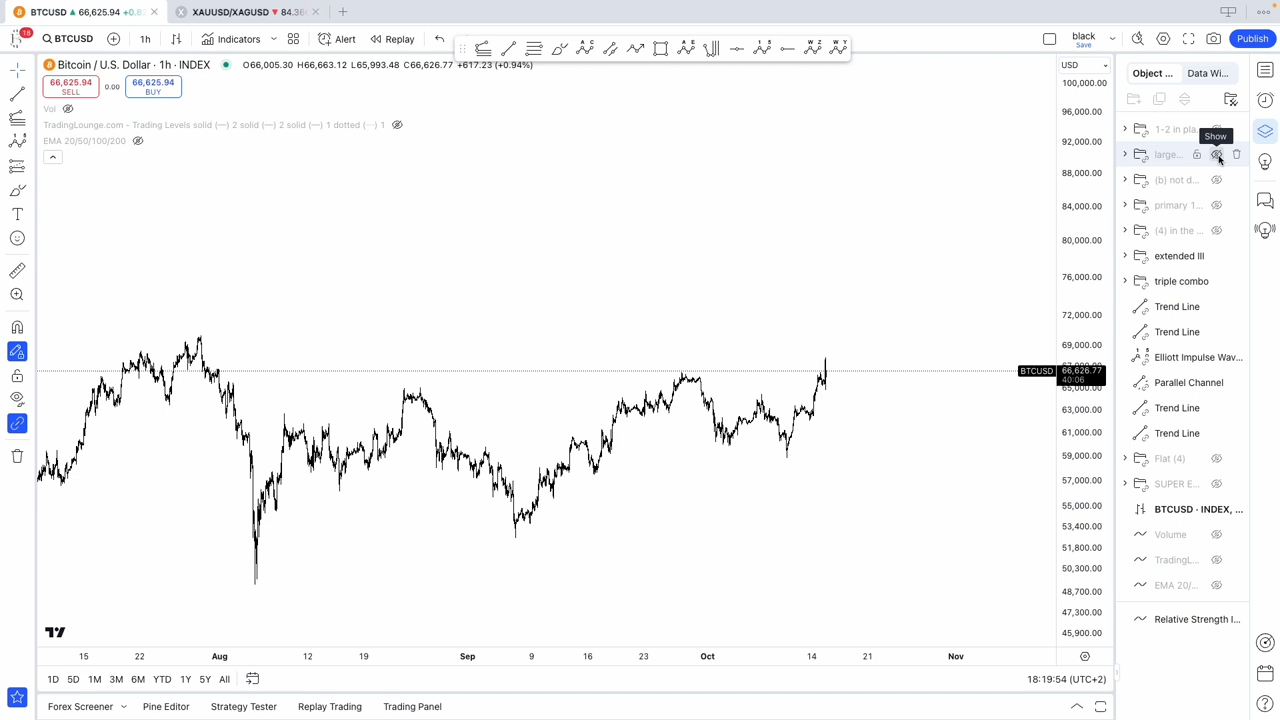 BTCUSD ▲ 66,625.94 +0.8
XAUUSD/XAGUSD ▼ 84.36
18
BTCUSD
1h
Indicators
Alert
Replay
black
Save
Publish
Bitcoin / U.S. Dollar · 1h · INDEX
O66,005.30 H66,663.12 L65,993.48 C66,626.77 +617.23 (+0.94%)
66,625.94
SELL
0.00
66,625.94
BUY
Vol
TradingLounge.com - Trading Levels solid (—) 2 solid (—) 2 solid (—) 1 dotted (--) 1
EMA 20/50/100/200
USD
100,000.00
96,000.00
92,000.00
88,000.00
84,000.00
80,000.00
76,000.00
72,000.00
69,000.00
BTCUSD
66,626.77
40:06
65,000.00
63,000.00
61,000.00
59,000.00
57,000.00
55,000.00
53,400.00
51,800.00
50,300.00
48,700.00
47,300.00
45,900.00
15
22
Aug
12
19
Sep
9
16
23
Oct
14
21
Nov
1D
5D
1M
3M
6M
YTD
1Y
5Y
All
18:19:54 (UTC+2)
Forex Screener
Pine Editor
Strategy Tester
Replay Trading
Trading Panel
Object ...
Data Wi...
1-2 in pla...
Show
large...
(b) not d...
primary 1...
(4) in the ...
extended III
triple combo
Trend Line
Trend Line
Elliott Impulse Wav...
Parallel Channel
Trend Line
Trend Line
Flat (4)
SUPER E...
BTCUSD · INDEX, ...
Volume
TradingL...
EMA 20/...
Relative Strength I...